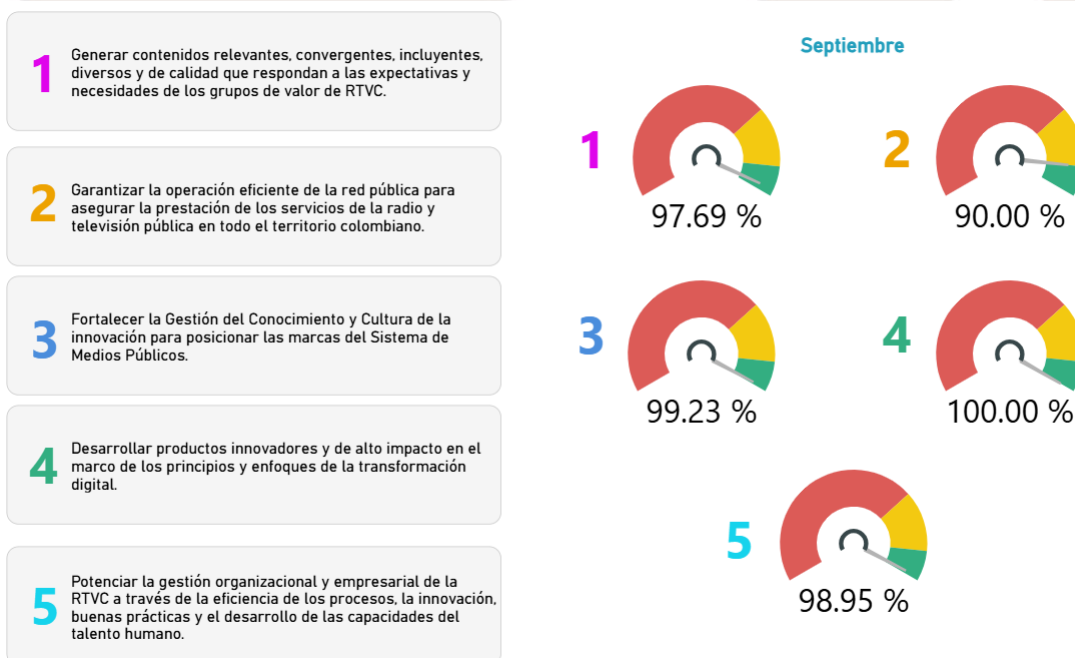 1
Generar contenidos relevantes, convergentes, incluyentes,
diversos y de calidad que respondan a las expectativas y
necesidades de los grupos de valor de RTVC.
2
Garantizar la operación eficiente de la red pública para
asegurar la prestación de los servicios de la radio y
televisión pública en todo el territorio colombiano.
3
Fortalecer la Gestión del Conocimiento y Cultura de la
innovación para posicionar las marcas del Sistema de
Medios Públicos.
4
Desarrollar productos innovadores y de alto impacto en el
marco de los principios y enfoques de la transformación
digital.
5
Potenciar la gestión organizacional y empresarial de la
RTVC a través de la eficiencia de los procesos, la innovación,
buenas prácticas y el desarrollo de las capacidades del
talento humano.
Septiembre
1
97.69 %
2
90.00 %
3
99.23 %
4
100.00 %
5
98.95 %